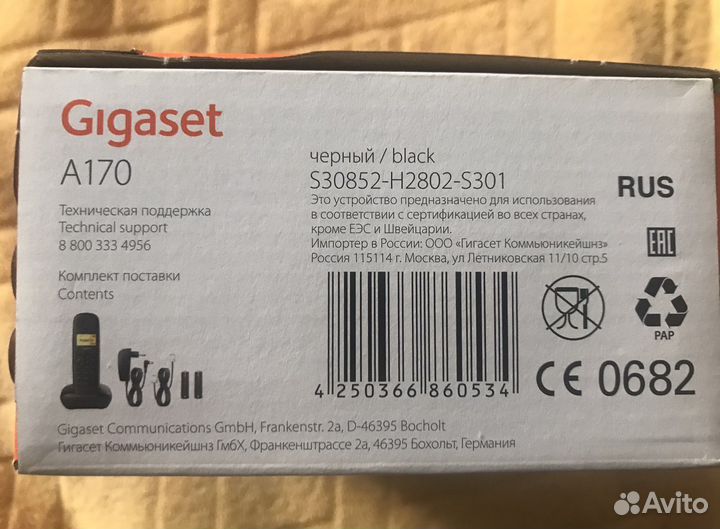 Gigaset
A170
Техническая поддержка
Technical support
8 800 333 4956
Комплект поставки
Contents
черный / black
S30852-H2802-S301
Это устройство предназначено для использования
в соответствии с сертификацией во всех странах,
кроме ЕЭС и Швейцарии.
Импортер в России: ООО «Гигасет Коммьюникейшнз»
Россия 115114 г. Москва, ул Летниковская 11/10 стр.5
RUS
EAC
PAP
4 250366 860534
CE 0682
Gigaset Communications GmbH, Frankenstr. 2a, D-46395 Bocholt
Гигасет Коммьюникейшнз ГмбХ, Франкенштрассе 2а, 46395 Бохольт, Германия
Avito